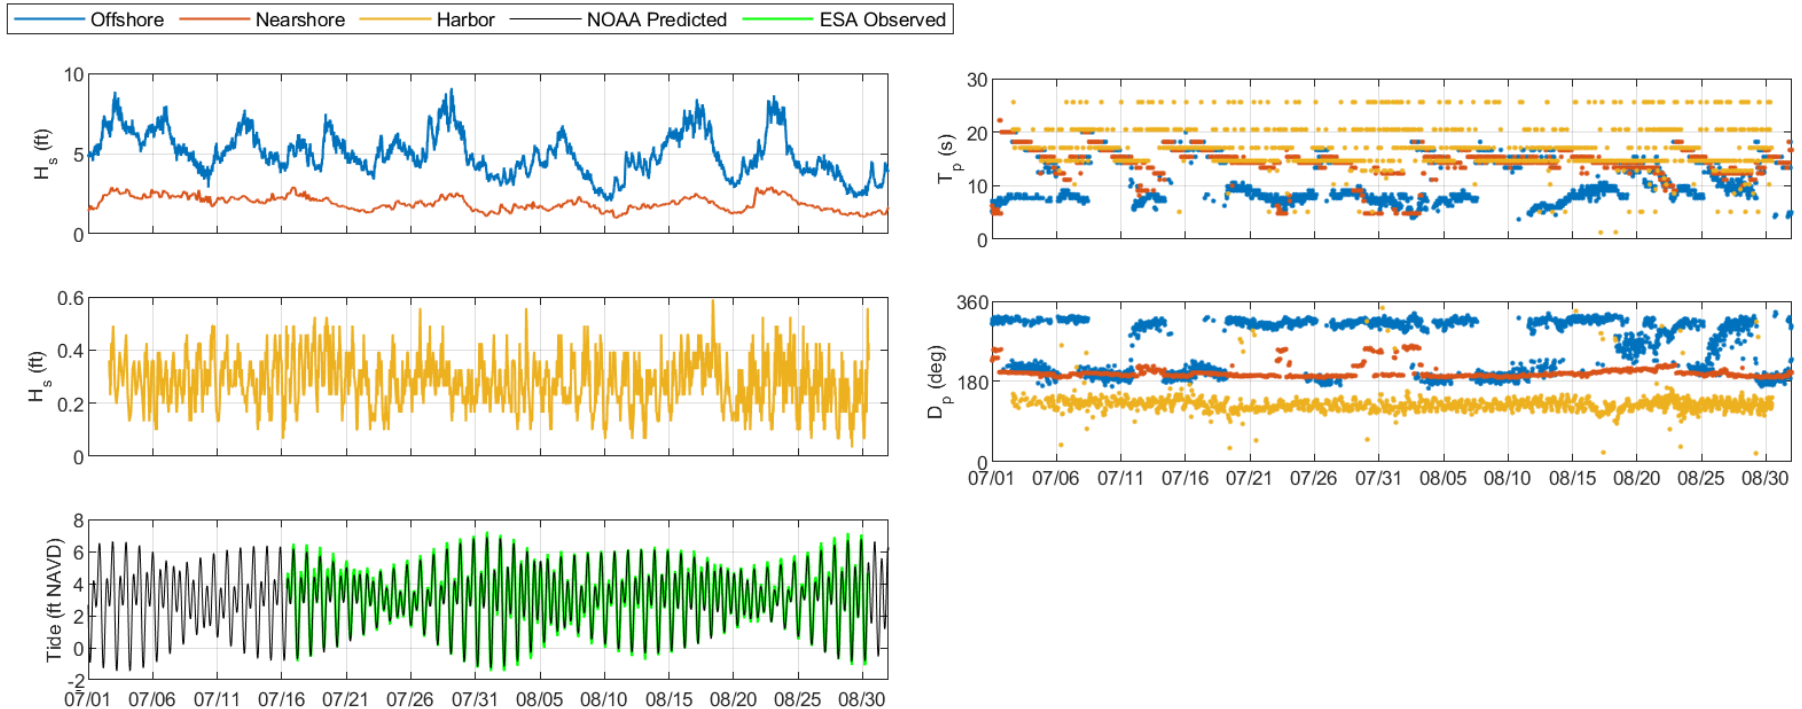 Offshore Nearshore Harbor NOAA Predicted ESA Observed
10
5
0
H_s (ft)
0.6
0.4
0.2
0
H_s (ft)
8
6
4
2
0
-2
Tide (ft NAVD)
07/01 07/06 07/11 07/16 07/21 07/26 07/31 08/05 08/10 08/15 08/20 08/25 08/30
30
20
10
0
T_p (s)
360
180
0
D_p (deg)
07/01 07/06 07/11 07/16 07/21 07/26 07/31 08/05 08/10 08/15 08/20 08/25 08/30